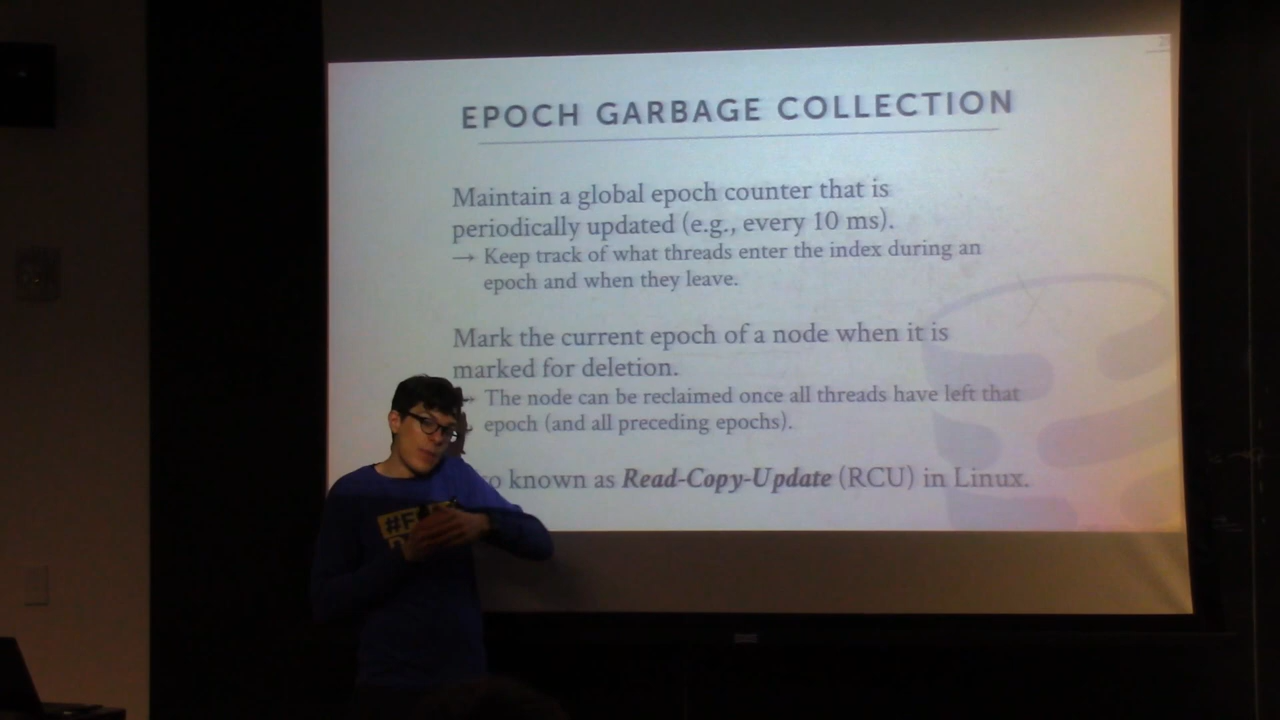 EPOCH GARBAGE COLLECTION
Maintain a global epoch counter that is
periodically updated (e.g., every 10 ms).
→ Keep track of what threads enter the index during an
epoch and when they leave.
Mark the current epoch of a node when it is
marked for deletion.
→ The node can be reclaimed once all threads have left that
epoch (and all preceding epochs).
known as Read-Copy-Update (RCU) in Linux.